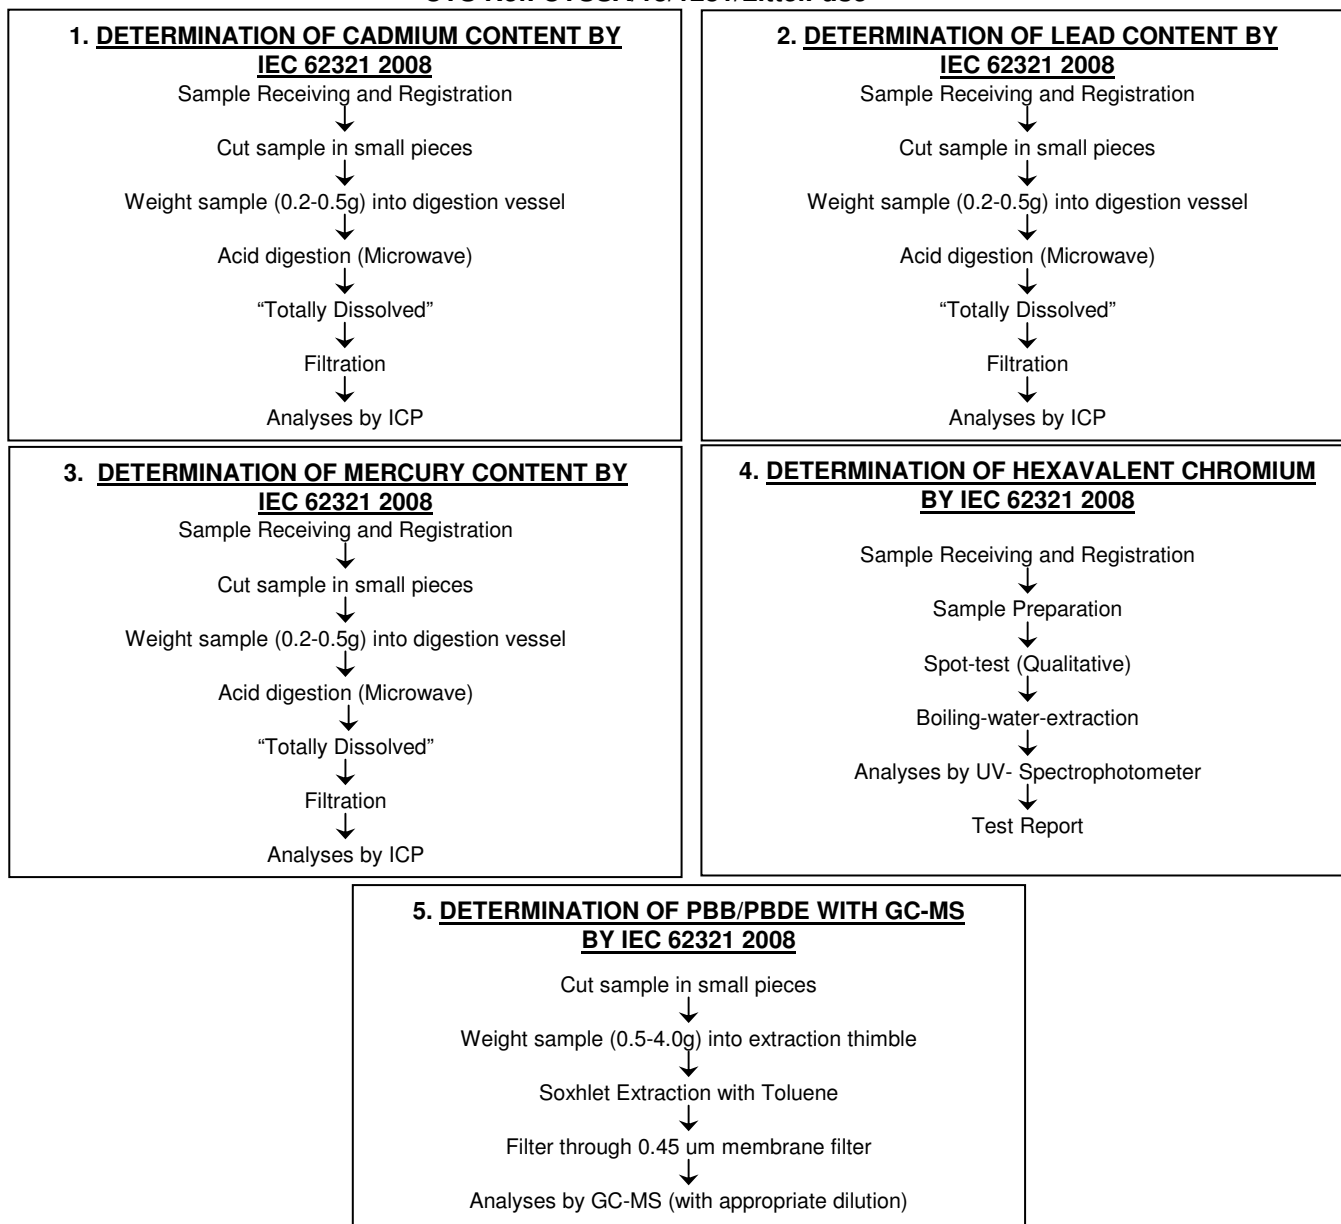 1. DETERMINATION OF CADMIUM CONTENT BY
IEC 62321 2008
Sample Receiving and Registration
Cut sample in small pieces
Weight sample (0.2-0.5g) into digestion vessel
Acid digestion (Microwave)
“Totally Dissolved”
Filtration
Analyses by ICP
2. DETERMINATION OF LEAD CONTENT BY
IEC 62321 2008
Sample Receiving and Registration
Cut sample in small pieces
Weight sample (0.2-0.5g) into digestion vessel
Acid digestion (Microwave)
“Totally Dissolved”
Filtration
Analyses by ICP
3. DETERMINATION OF MERCURY CONTENT BY
IEC 62321 2008
Sample Receiving and Registration
Cut sample in small pieces
Weight sample (0.2-0.5g) into digestion vessel
Acid digestion (Microwave)
“Totally Dissolved”
Filtration
Analyses by ICP
4. DETERMINATION OF HEXAVALENT CHROMIUM
BY IEC 62321 2008
Sample Receiving and Registration
Sample Preparation
Spot-test (Qualitative)
Boiling-water-extraction
Analyses by UV- Spectrophotometer
Test Report
5. DETERMINATION OF PBB/PBDE WITH GC-MS
BY IEC 62321 2008
Cut sample in small pieces
Weight sample (0.5-4.0g) into extraction thimble
Soxhlet Extraction with Toluene
Filter through 0.45 um membrane filter
Analyses by GC-MS (with appropriate dilution)